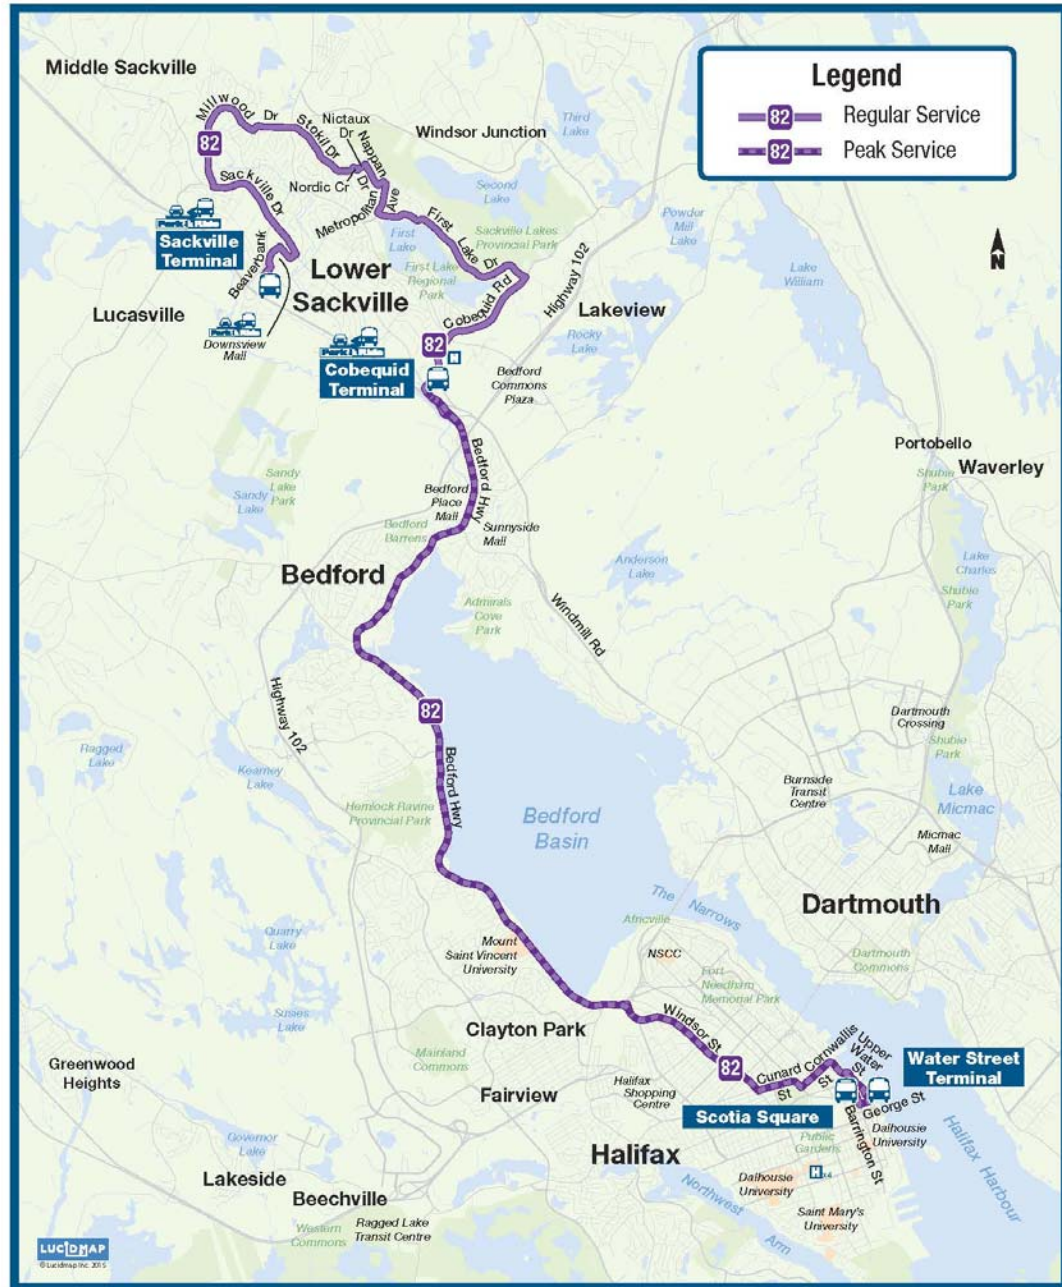 Middle Sackville
Legend
82 Regular Service
82 Peak Service
Millwood Dr
Stokil Dr
Nictaux
Dr
Nappan
Dr
Windsor Junction
Third
Lake
82
Nordic Cr
Metropolitan
Ave
Second
Lake
Sackville Dr
First Lake Dr
Sackville Lakes
Provincial Park
Powder
Mill
Lake
Highway 102
N
Park & Ride
Sackville
Terminal
First
Lake
Lake
William
Beaverbank
Lower
Sackville
First Lake
Regional
Park
Cobequid Rd
Lakeview
Lucasville
Park & Ride
Downsview
Mall
Park & Ride
Cobequid
Terminal
82
H
Rocky
Lake
Bedford
Commons
Plaza
Portobello
Waverley
Shubie
Park
Bedford Hwy
Sandy
Lake
Park
Sandy
Lake
Bedford
Place
Mall
Sunnyside
Mall
Bedford
Barrens
Anderson
Lake
Lake
Charles
Shubie
Park
Bedford
Admirals
Cove
Park
Windmill Rd
Highway 102
82
Dartmouth
Crossing
Shubie
Park
Ragged
Lake
Kearney
Lake
Bedford Hwy
Burnside
Transit
Centre
Lake
Micmac
Hemlock Ravine
Provincial Park
Bedford
Basin
Micmac
Mall
The Narrows
Dartmouth
Africville
Quarry
Lake
Mount
Saint Vincent
University
NSCC
Dartmouth
Commons
Fort
Needham
Memorial Park
Susies
Lake
Clayton Park
Windsor St
Greenwood
Heights
Mainland
Commons
82
Cunard
St
Cornwallis
St
Upper
Water
St
Water Street
Terminal
Fairview
Halifax
Shopping
Centre
Scotia Square
George St
Barrington St
Dalhousie
University
Public
Gardens
Halifax
Governor
Lake
Halifax Harbour
Lakeside
Beechville
Dalhousie
University
H x4
Northwest
Arm
Saint Mary's
University
Western
Commons
Ragged Lake
Transit Centre
LUCIDMAP
© Lucidmap Inc. 2015